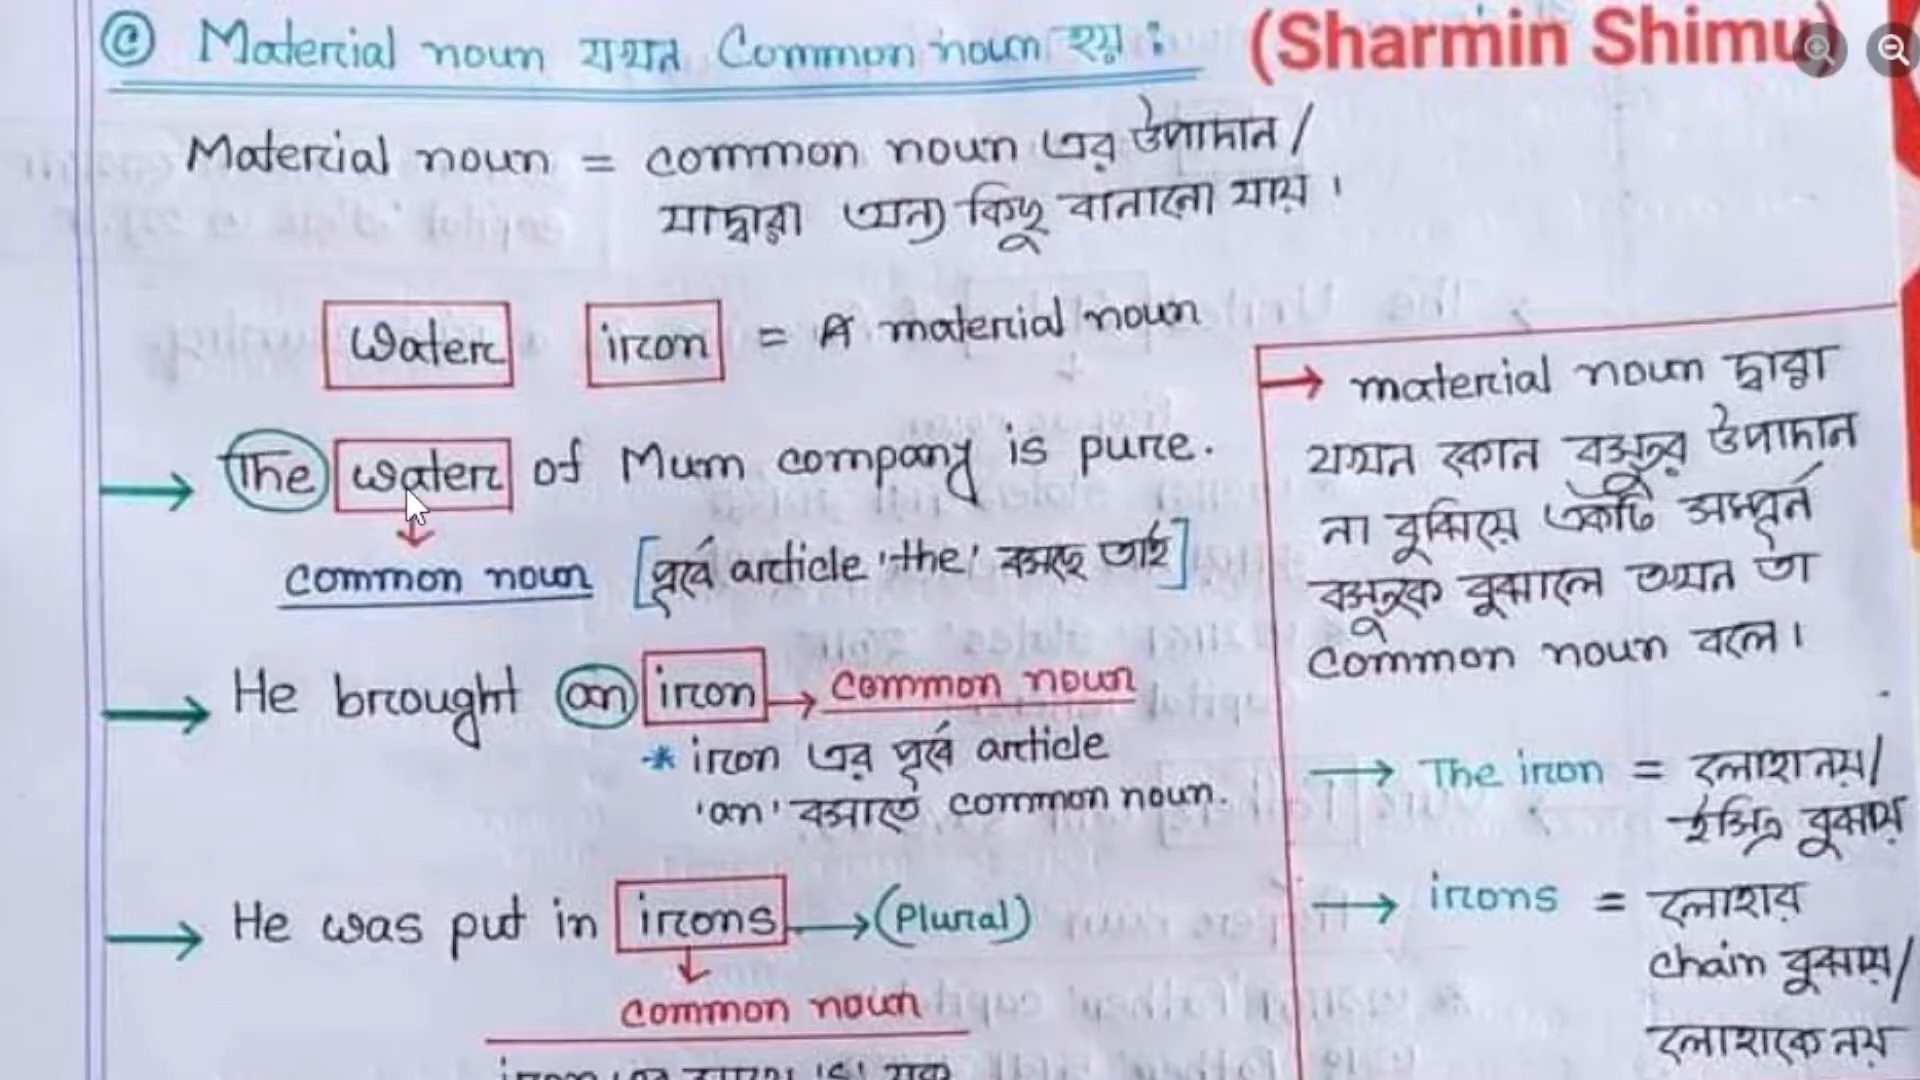 Ⓒ Material noun যখন Common noun হয় :
(Sharmin Shimu)
Material noun = common noun এর উপাদান /
যাদ্বারা অন্য কিছু বানানো যায় ।
Water iron = A material noun
The water of Mum company is pure.
common noun [পূর্বে article 'the' বসছে তাই]
He brought an iron → common noun
* iron এর পূর্বে article
'an' বসাতে common noun.
He was put in irons → (Plural)
common noun
→ material noun দ্বারা
যখন কোন বস্তুর উপাদান
না বুঝিয়ে একটি সম্পূর্ন
বস্তুকে বুঝালে তখন তা
Common noun বলে।
→ The iron = লোহা নয়/
ইস্ত্রি বুঝায়
→ irons = লোহার
chain বুঝায়/
লোহাকে নয়